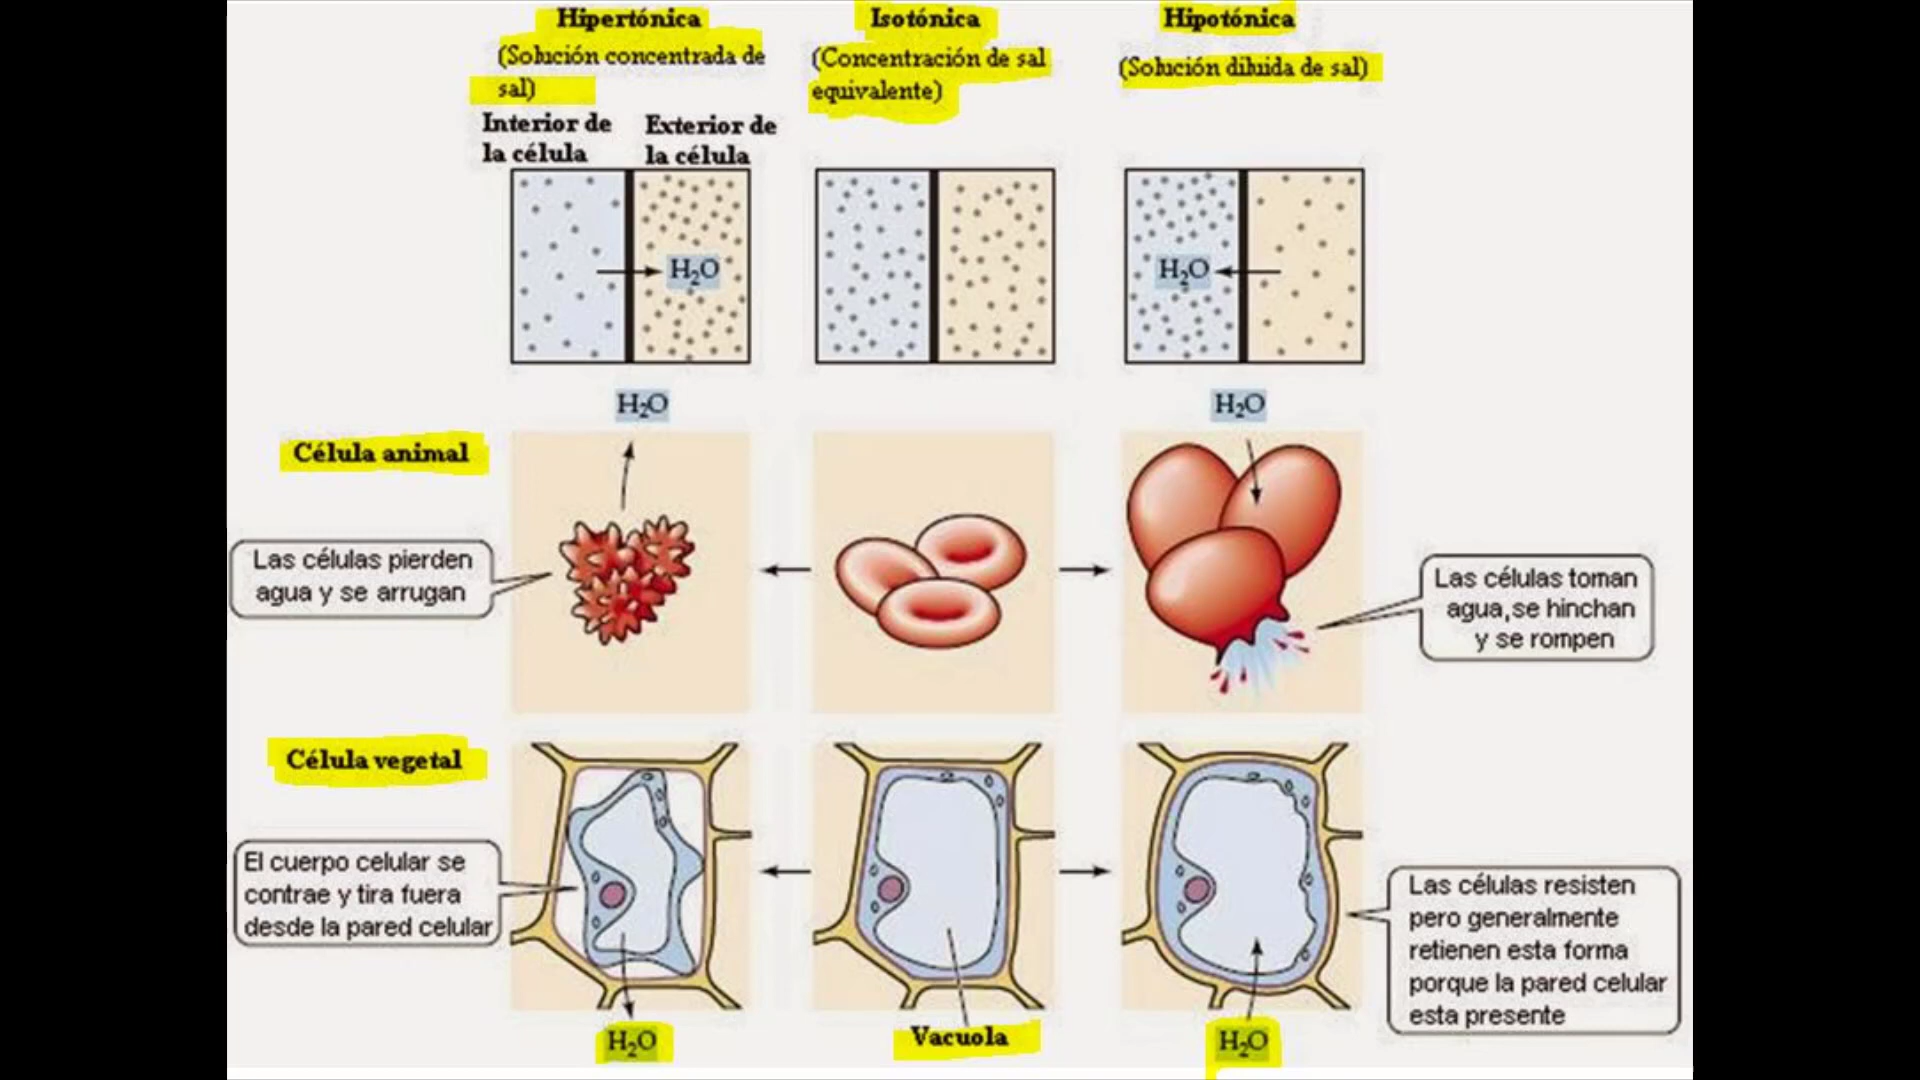 Hipertónica
(Solución concentrada de
sal)
Isotónica
(Concentración de sal
equivalente)
Hipotónica
(Solución diluida de sal)
Interior de
la célula
Exterior de
la célula
H₂O
H₂O
H₂O
H₂O
Célula animal
Las células pierden
agua y se arrugan
Las células toman
agua, se hinchan
y se rompen
Célula vegetal
El cuerpo celular se
contrae y tira fuera
desde la pared celular
Las células resisten
pero generalmente
retienen esta forma
porque la pared celular
esta presente
H₂O
Vacuola
H₂O